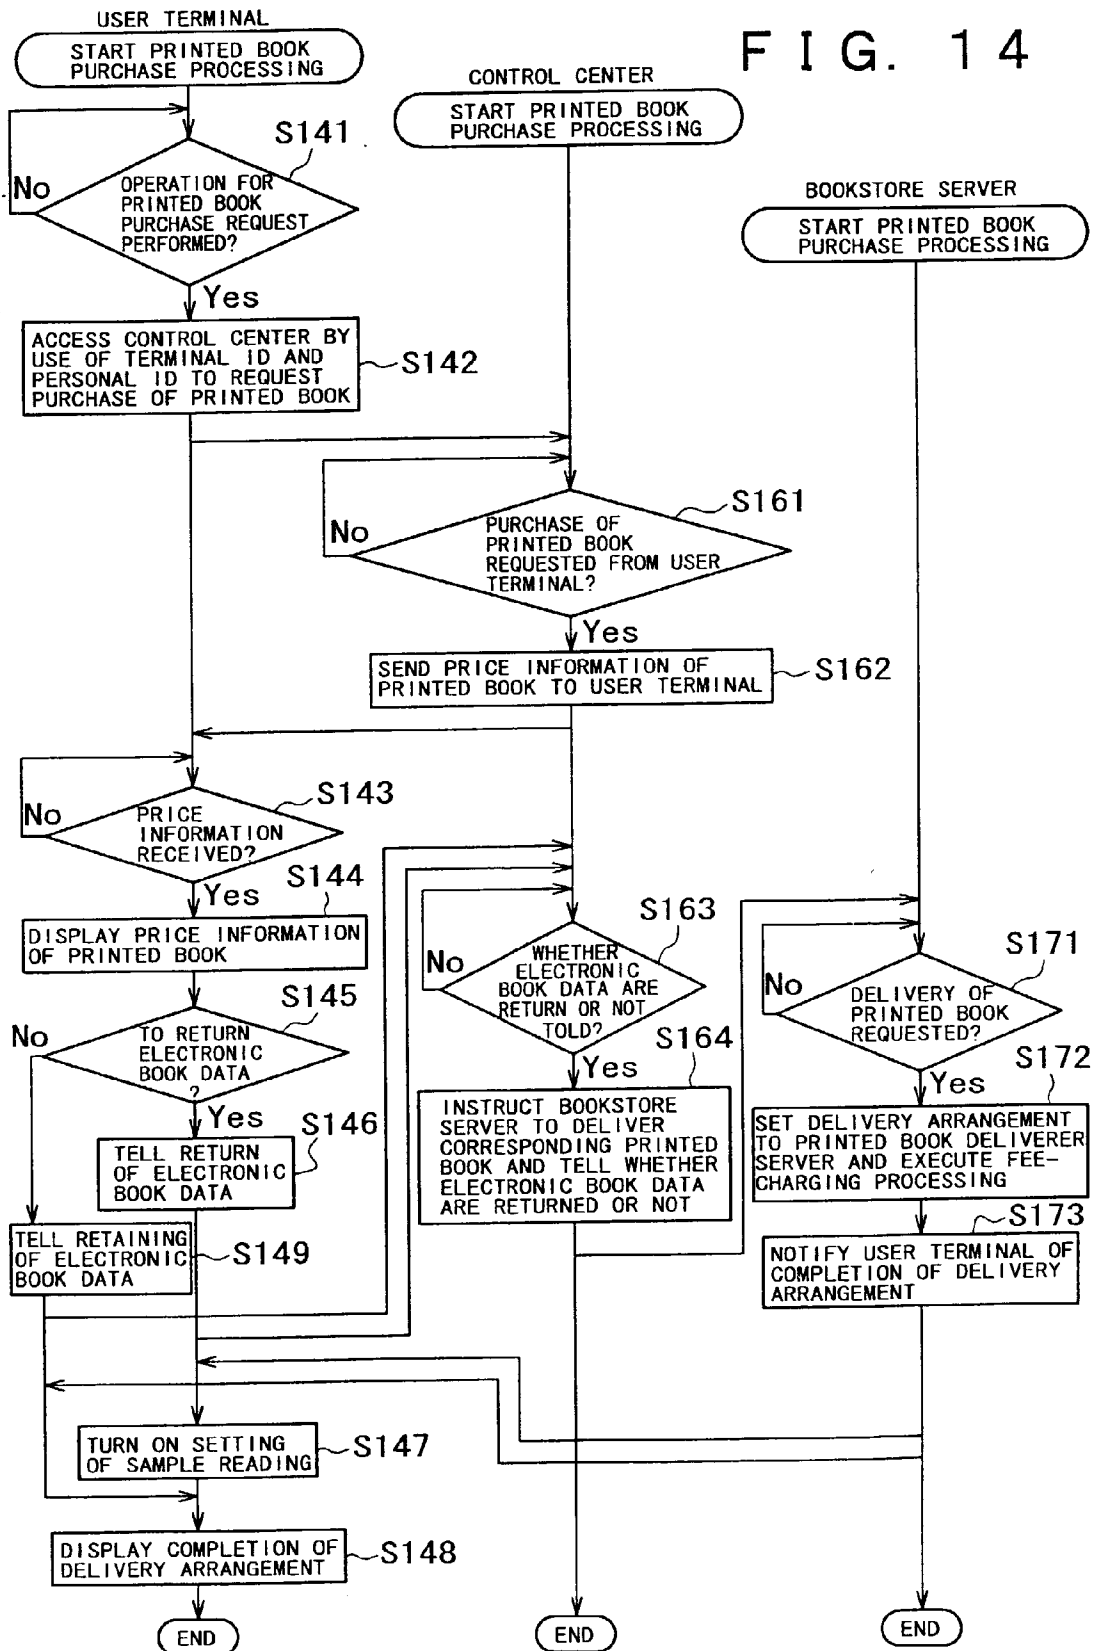 FIG. 14
USER TERMINAL
START PRINTED BOOK
PURCHASE PROCESSING
CONTROL CENTER
START PRINTED BOOK
PURCHASE PROCESSING
BOOKSTORE SERVER
START PRINTED BOOK
PURCHASE PROCESSING
S141
No
OPERATION FOR
PRINTED BOOK
PURCHASE REQUEST
PERFORMED?
Yes
ACCESS CONTROL CENTER BY
USE OF TERMINAL ID AND
PERSONAL ID TO REQUEST
PURCHASE OF PRINTED BOOK
S142
S161
No
PURCHASE OF
PRINTED BOOK
REQUESTED FROM USER
TERMINAL?
Yes
SEND PRICE INFORMATION OF
PRINTED BOOK TO USER TERMINAL
S162
S143
No
PRICE
INFORMATION
RECEIVED?
Yes
S144
DISPLAY PRICE INFORMATION
OF PRINTED BOOK
S145
No
TO RETURN
ELECTRONIC
BOOK DATA
?
Yes
S146
TELL RETURN
OF ELECTRONIC
BOOK DATA
TELL RETAINING
OF ELECTRONIC
BOOK DATA
S149
S163
No
WHETHER
ELECTRONIC
BOOK DATA ARE
RETURN OR NOT
TOLD?
Yes
S164
INSTRUCT BOOKSTORE
SERVER TO DELIVER
CORRESPONDING PRINTED
BOOK AND TELL WHETHER
ELECTRONIC BOOK DATA
ARE RETURNED OR NOT
S171
No
DELIVERY OF
PRINTED BOOK
REQUESTED?
Yes
S172
SET DELIVERY ARRANGEMENT
TO PRINTED BOOK DELIVERER
SERVER AND EXECUTE FEE-
CHARGING PROCESSING
S173
NOTIFY USER TERMINAL OF
COMPLETION OF DELIVERY
ARRANGEMENT
TURN ON SETTING
OF SAMPLE READING
S147
DISPLAY COMPLETION OF
DELIVERY ARRANGEMENT
S148
END
END
END